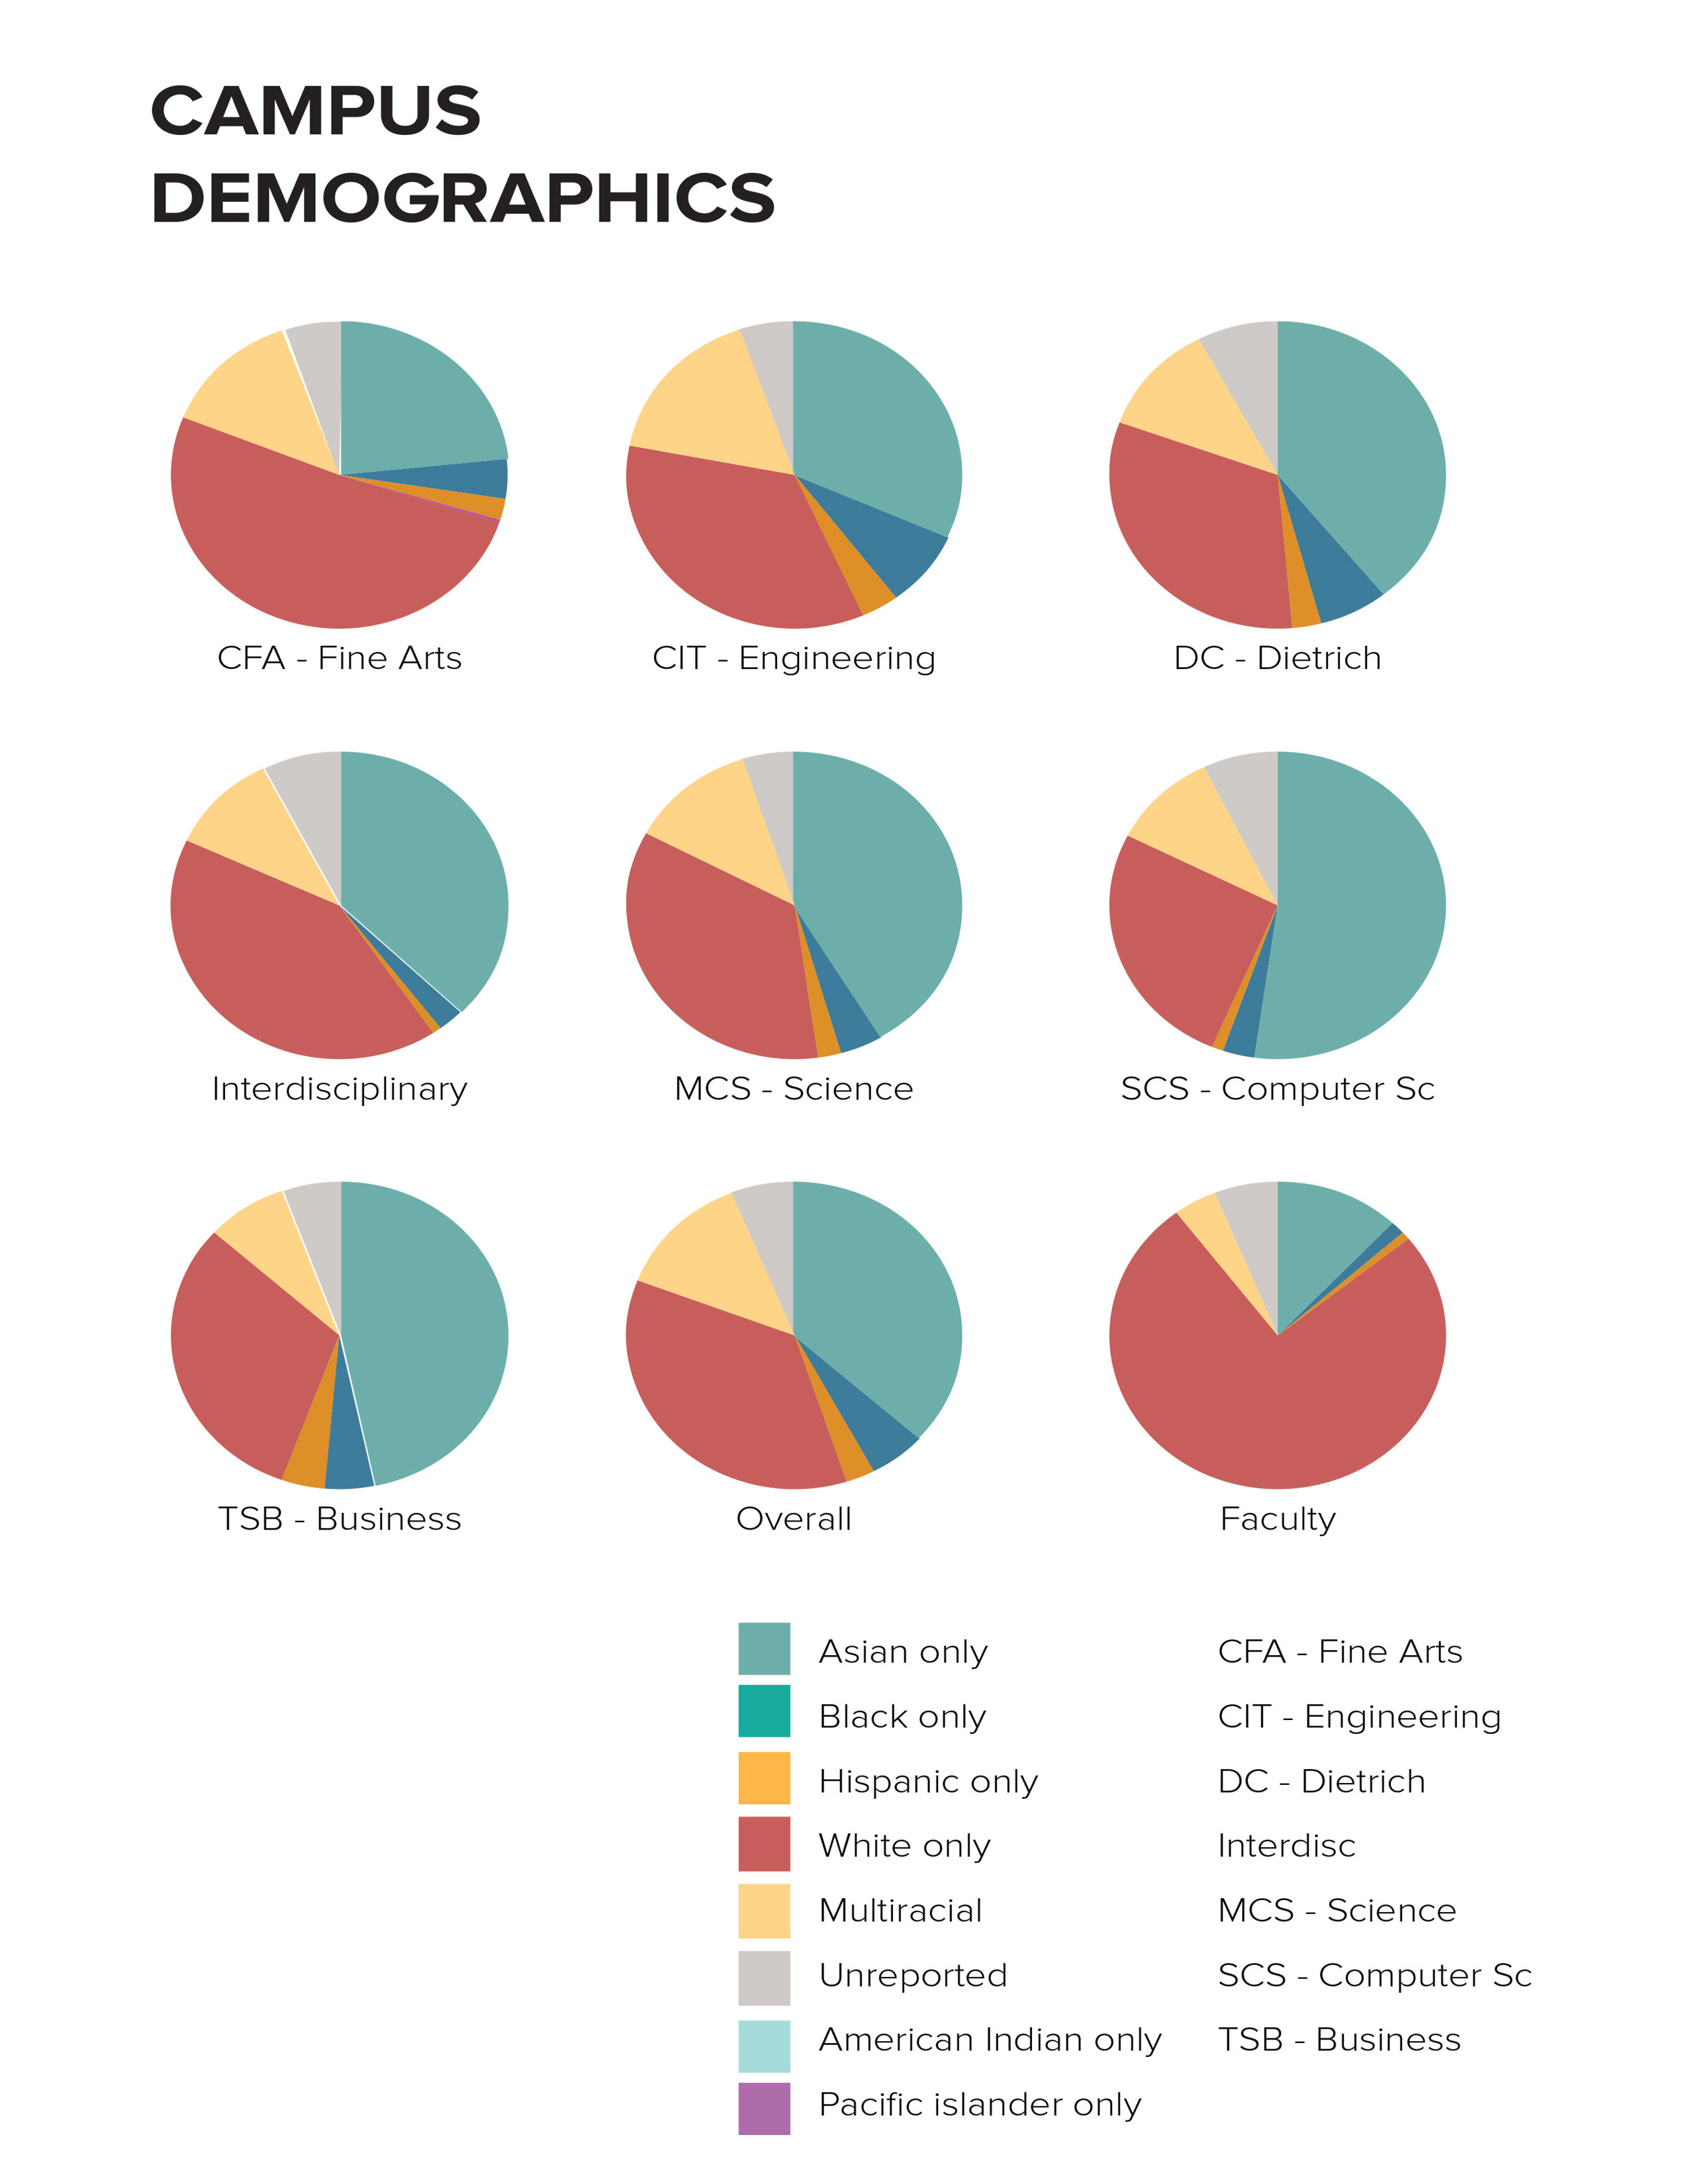 CAMPUS
DEMOGRAPHICS
CFA - Fine Arts
CIT - Engineering
DC - Dietrich
Interdisciplinary
MCS - Science
SCS - Computer Sc
TSB - Business
Overall
Faculty
Asian only
Black only
Hispanic only
White only
Multiracial
Unreported
American Indian only
Pacific islander only
CFA - Fine Arts
CIT - Engineering
DC - Dietrich
Interdisc
MCS - Science
SCS - Computer Sc
TSB - Business